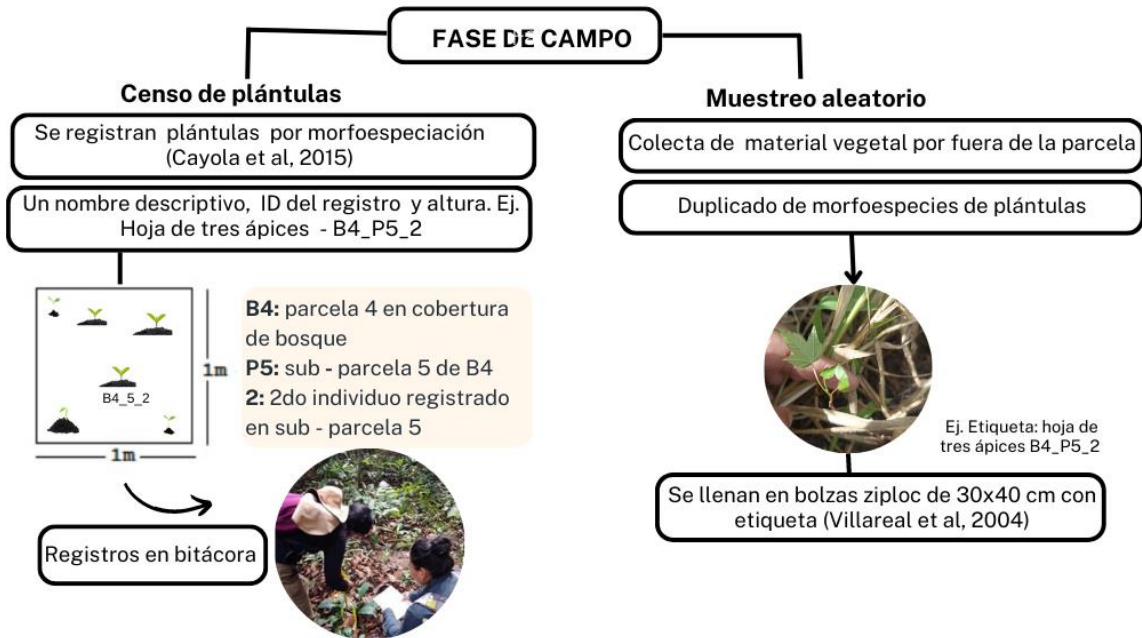 FASE DE CAMPO
Censo de plántulas
Se registran plántulas por morfoespeciación
(Cayola et al, 2015)
Un nombre descriptivo, ID del registro y altura. Ej.
Hoja de tres ápices - B4_P5_2
B4_5_2
1m
1m
B4: parcela 4 en cobertura
de bosque
P5: sub - parcela 5 de B4
2: 2do individuo registrado
en sub - parcela 5
Registros en bitácora
Muestreo aleatorio
Colecta de material vegetal por fuera de la parcela
Duplicado de morfoespecies de plántulas
Ej. Etiqueta: hoja de
tres ápices B4_P5_2
Se llenan en bolzas ziploc de 30x40 cm con
etiqueta (Villareal et al, 2004)